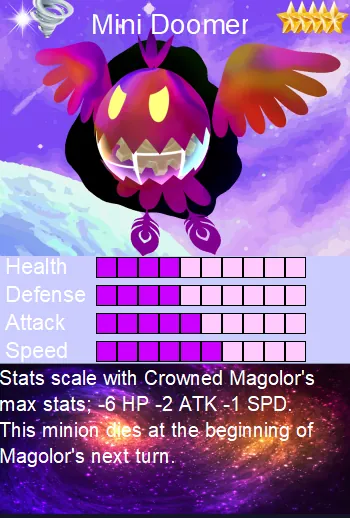 Mini Doomer
Health
Defense
Attack
Speed
Stats scale with Crowned Magolor's
max stats; -6 HP -2 ATK -1 SPD.
This minion dies at the beginning of
Magolor's next turn.